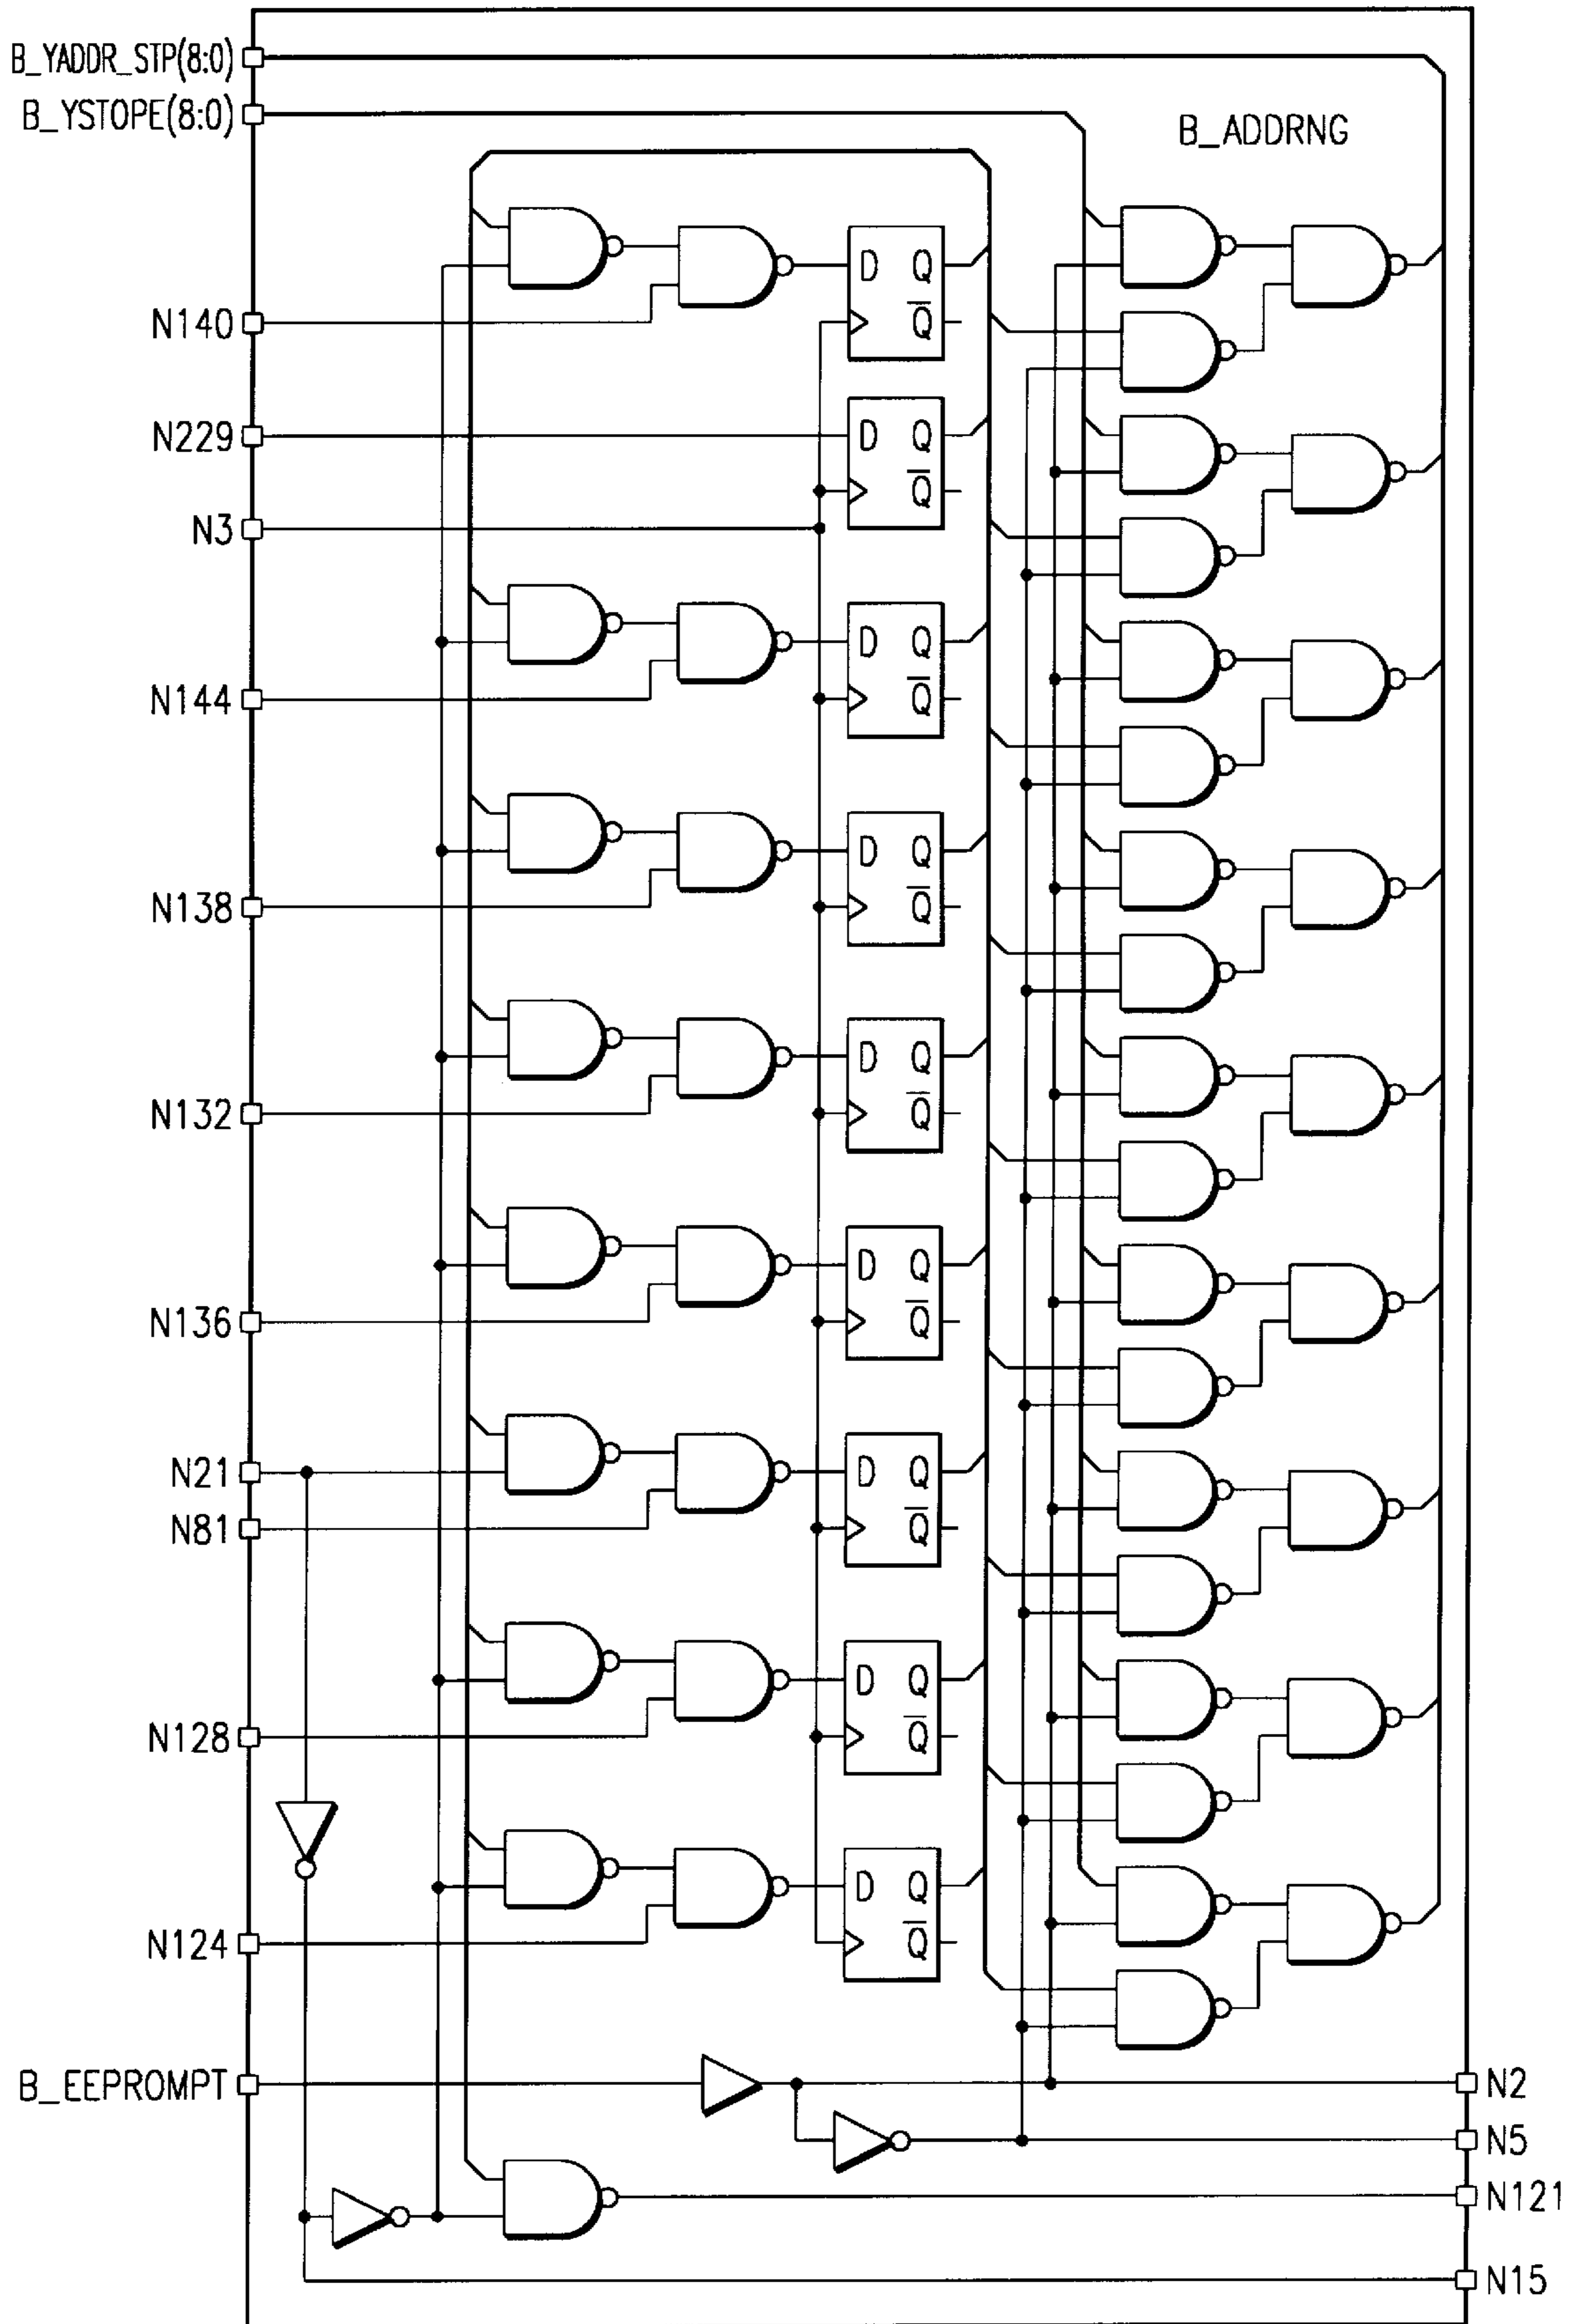 B_YADDR_STP(8:0)
B_YSTOPE(8:0)
B_ADDRNG
D Q
Q̅
N140
N229
D Q
Q̅
N3
D Q
Q̅
N144
D Q
Q̅
N138
D Q
Q̅
N132
D Q
Q̅
N136
N21
D Q
Q̅
N81
D Q
Q̅
N128
D Q
Q̅
N124
B_EEPROMPT
N2
N5
N121
N15